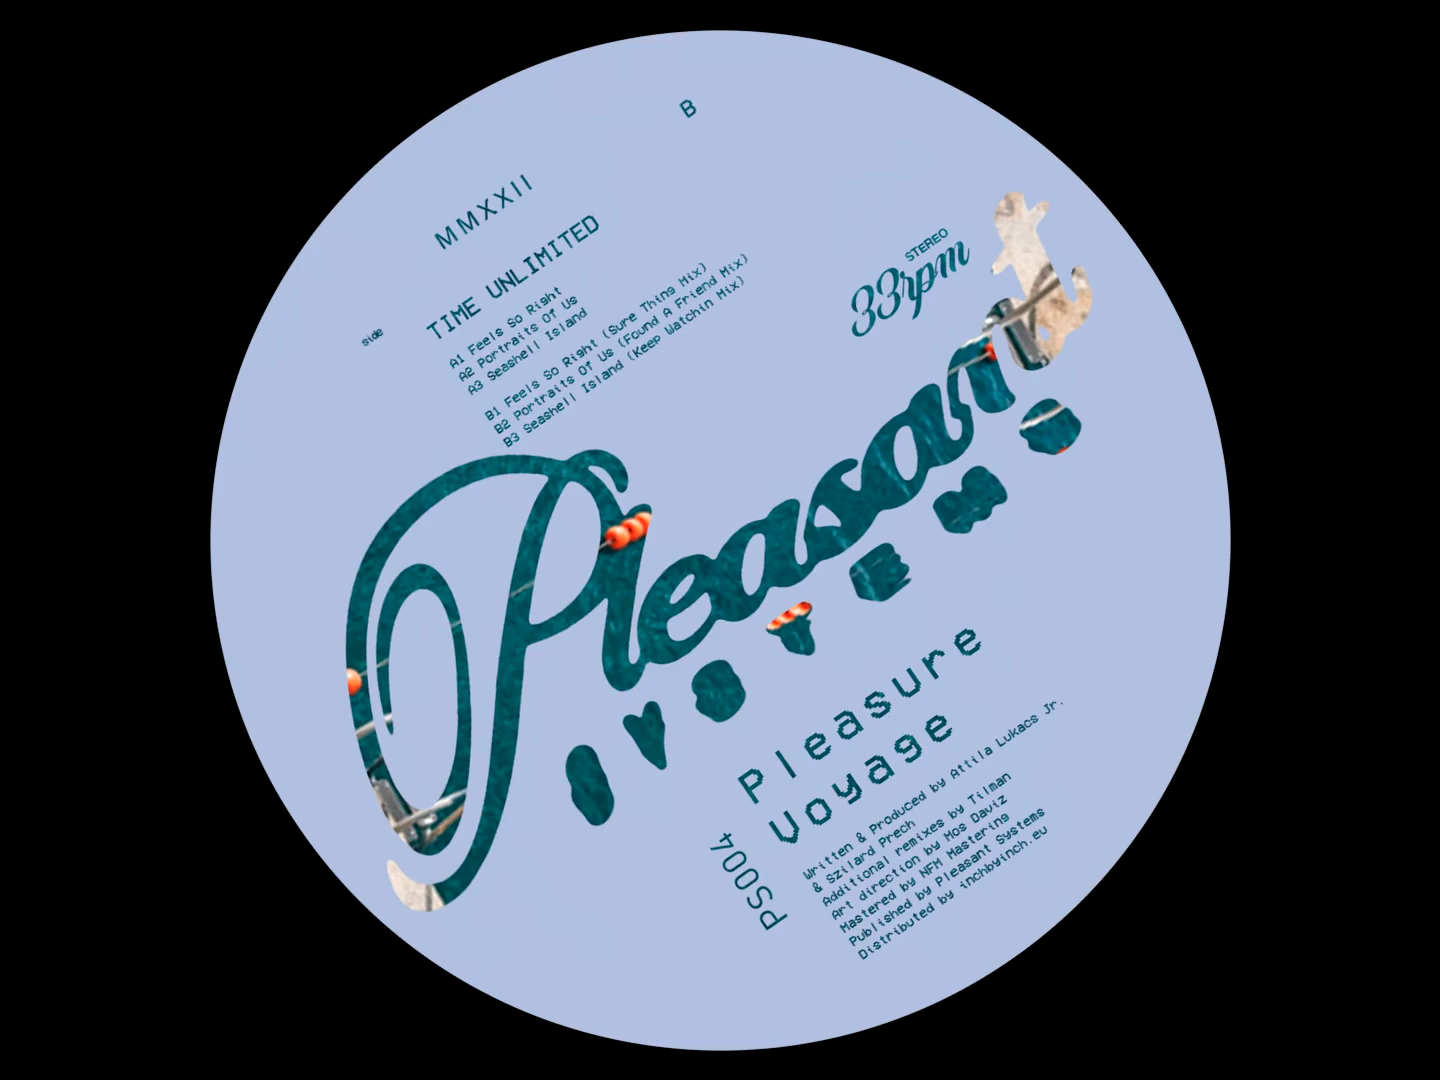 B
MMXXII
TIME UNLIMITED
side
A1 Feels So Right
A2 Portraits Of Us
A3 Seashell Island
B1 Feels So Right (Sure Thing Mix)
B2 Portraits Of Us (Found A Friend Mix)
B3 Seashell Island (Keep Watchin Mix)
STEREO
33rpm
Pleasant
Pleasure
Voyage
PS004
Written & Produced by Attila Lukacs Jr.
& Szilard Prech
Additional remixes by Tilman
Art direction by Mos Daviz
Mastered by NFM Mastering
Published by Pleasant Systems
Distributed by inchbyinch.eu